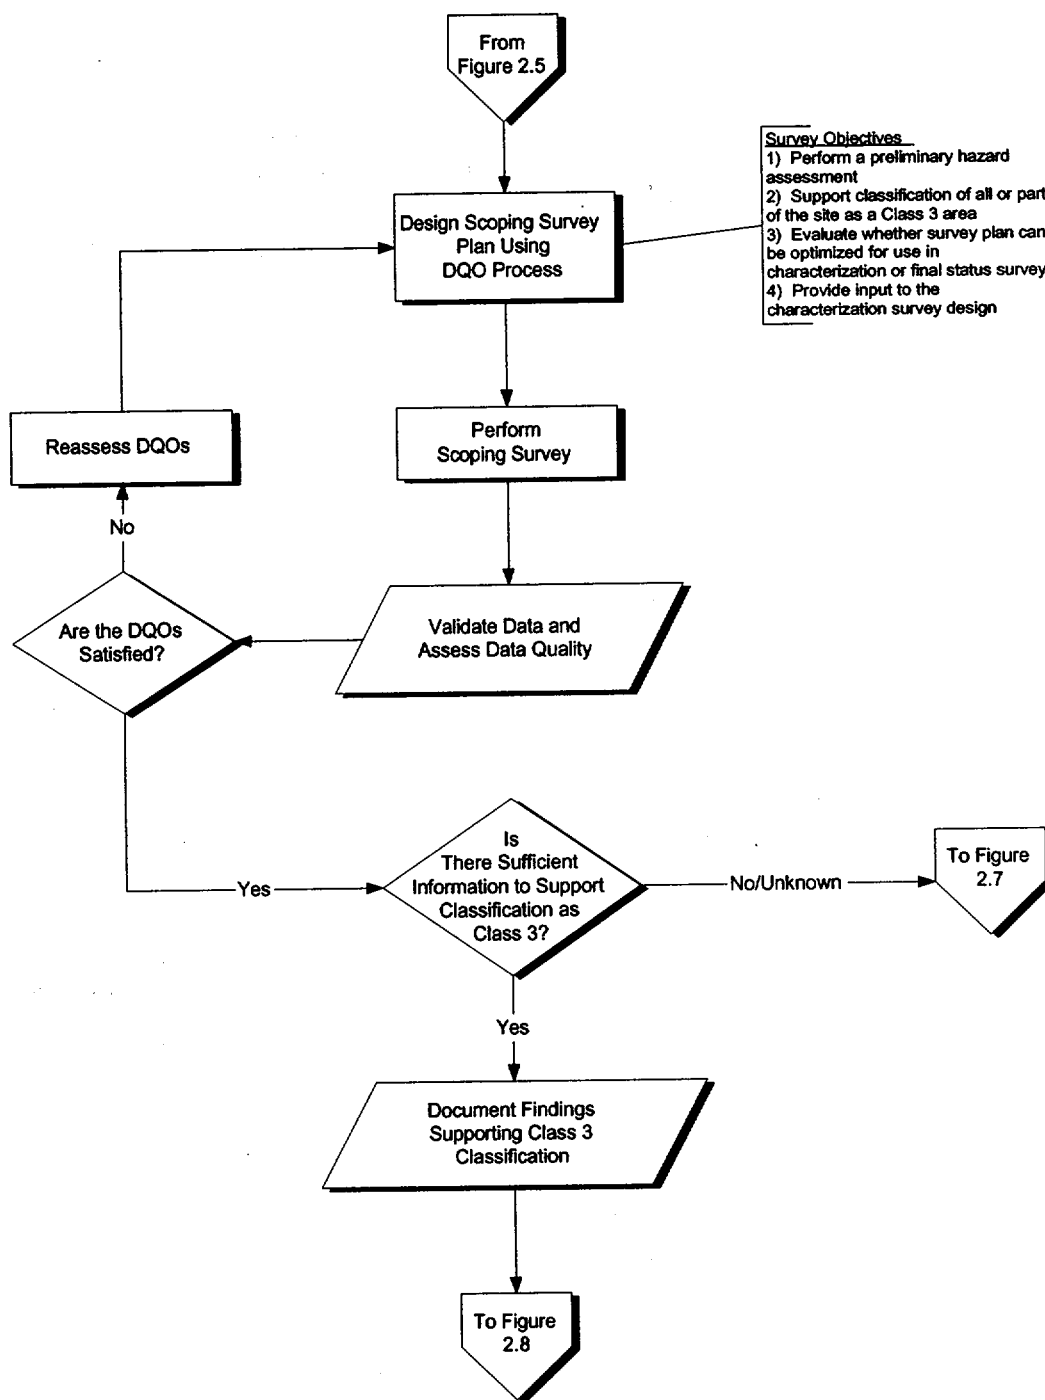 From
Figure 2.5
Survey Objectives
1) Perform a preliminary hazard
assessment
2) Support classification of all or part
of the site as a Class 3 area
3) Evaluate whether survey plan can
be optimized for use in
characterization or final status survey
4) Provide input to the
characterization survey design
Design Scoping Survey
Plan Using
DQO Process
Reassess DQOs
Perform
Scoping Survey
No
Are the DQOs
Satisfied?
Validate Data and
Assess Data Quality
Yes
Is
There Sufficient
Information to Support
Classification as
Class 3?
No/Unknown
To Figure
2.7
Yes
Document Findings
Supporting Class 3
Classification
To Figure
2.8